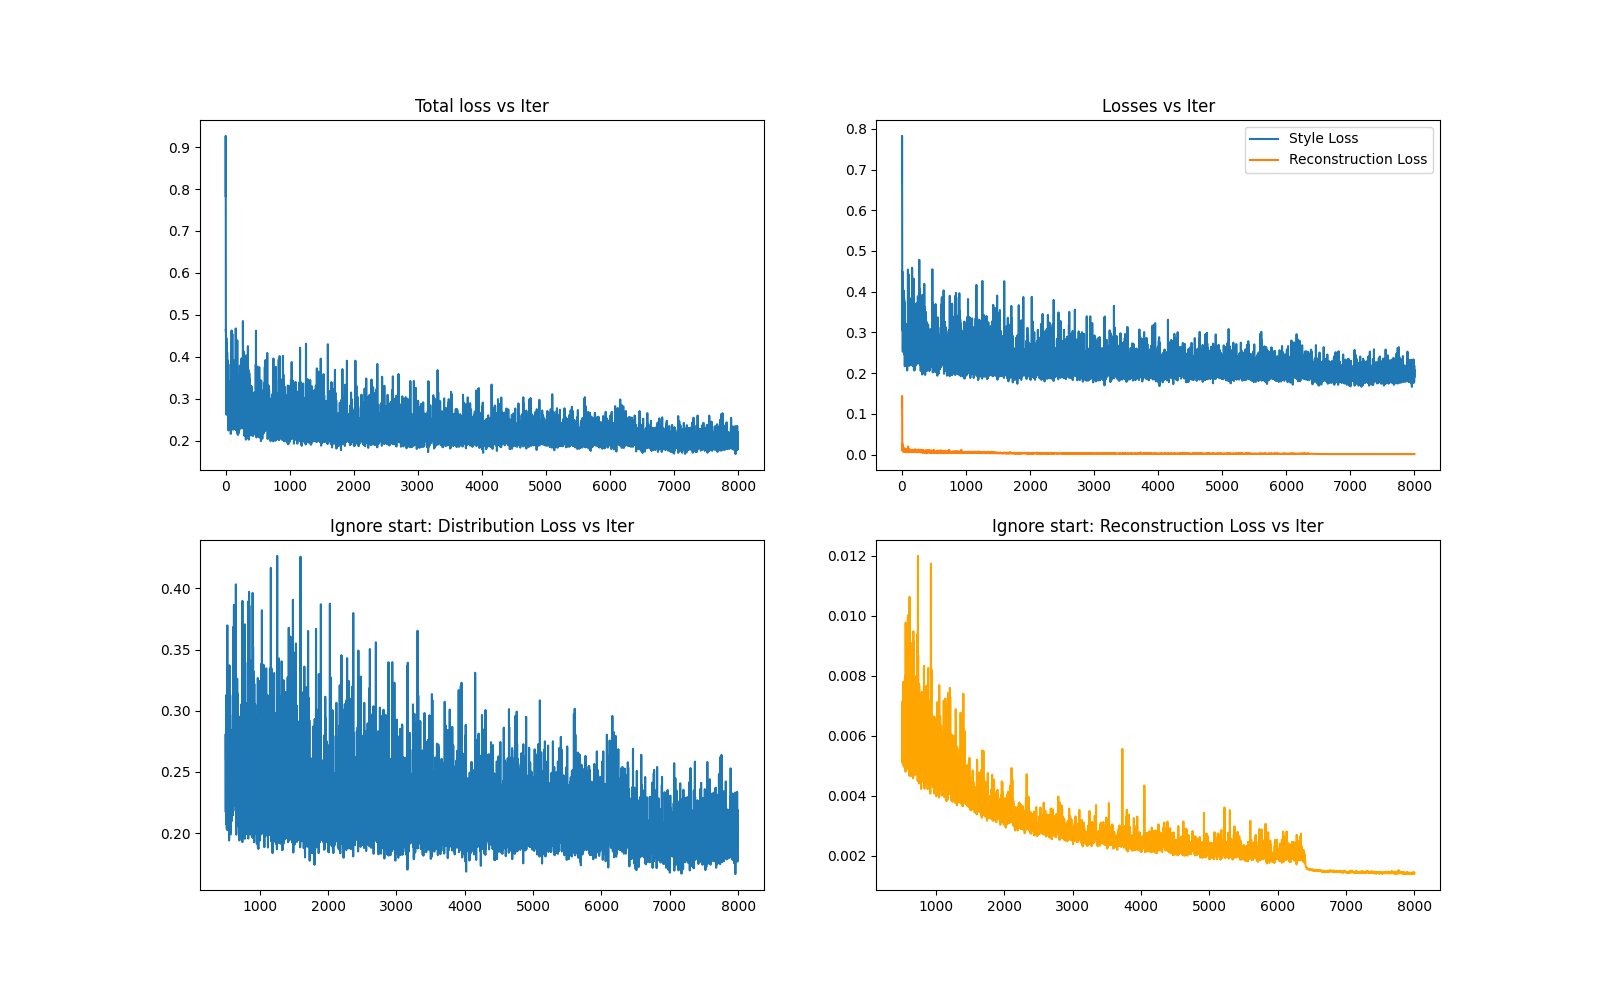 Total loss vs Iter
0.9
0.8
0.7
0.6
0.5
0.4
0.3
0.2
0 1000 2000 3000 4000 5000 6000 7000 8000
Losses vs Iter
Style Loss
Reconstruction Loss
0.8
0.7
0.6
0.5
0.4
0.3
0.2
0.1
0.0
0 1000 2000 3000 4000 5000 6000 7000 8000
Ignore start: Distribution Loss vs Iter
0.40
0.35
0.30
0.25
0.20
1000 2000 3000 4000 5000 6000 7000 8000
Ignore start: Reconstruction Loss vs Iter
0.012
0.010
0.008
0.006
0.004
0.002
1000 2000 3000 4000 5000 6000 7000 8000